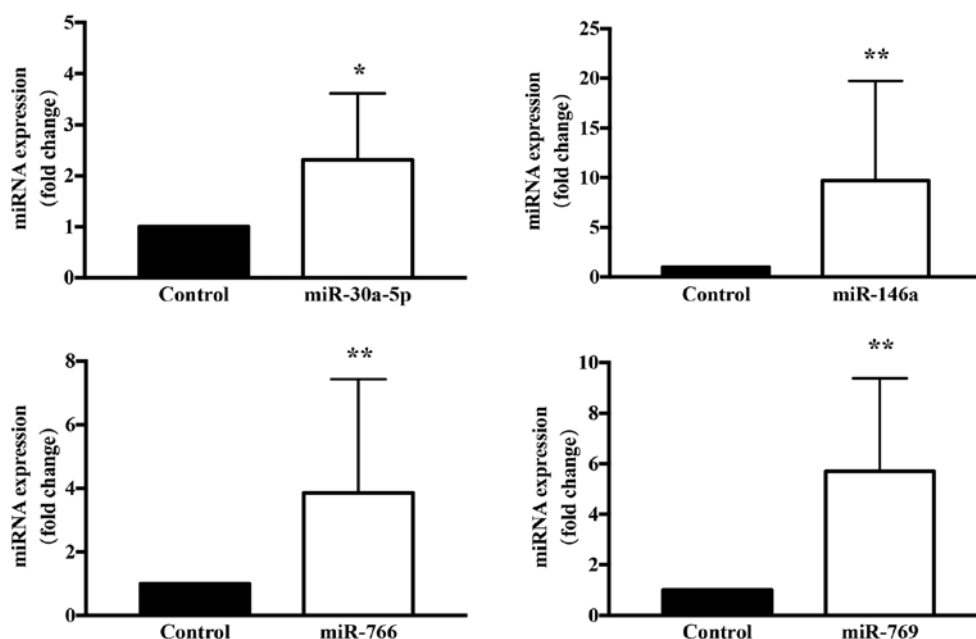 miRNA expression
(fold change)
5
4
3
2
1
0
*
Control
miR-30a-5p
miRNA expression
(fold change)
25
20
15
10
5
0
**
Control
miR-146a
miRNA expression
(fold change)
8
6
4
2
0
**
Control
miR-766
miRNA expression
(fold change)
10
8
6
4
2
0
**
Control
miR-769